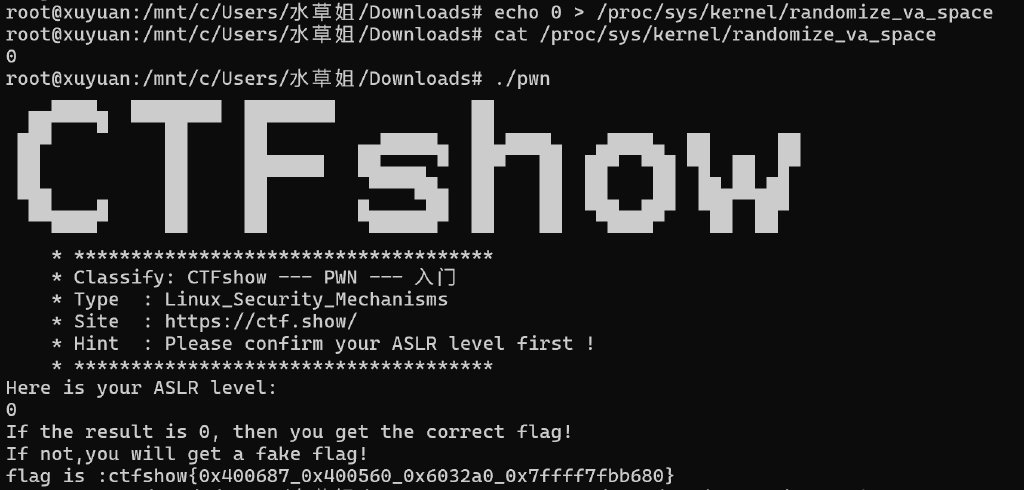 root@xuyuan:/mnt/c/Users/水草姐/Downloads# echo 0 > /proc/sys/kernel/randomize_va_space
root@xuyuan:/mnt/c/Users/水草姐/Downloads# cat /proc/sys/kernel/randomize_va_space
0
root@xuyuan:/mnt/c/Users/水草姐/Downloads# ./pwn
CTFshow
* *************************************
* Classify: CTFshow --- PWN --- 入门
* Type  : Linux_Security_Mechanisms
* Site  : https://ctf.show/
* Hint  : Please confirm your ASLR level first !
* *************************************
Here is your ASLR level:
0
If the result is 0, then you get the correct flag!
If not,you will get a fake flag!
flag is :ctfshow{0x400687_0x400560_0x6032a0_0x7ffff7fbb680}